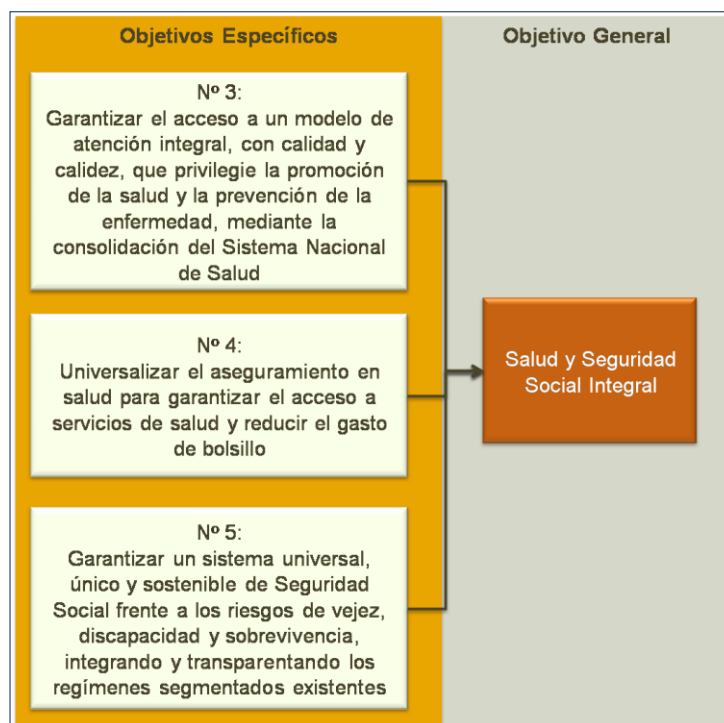 Objetivos Específicos
Objetivo General
Nº 3:
Garantizar el acceso a un modelo de
atención integral, con calidad y
calidez, que privilegie la promoción
de la salud y la prevención de la
enfermedad, mediante la
consolidación del Sistema Nacional
de Salud
Nº 4:
Universalizar el aseguramiento en
salud para garantizar el acceso a
servicios de salud y reducir el gasto
de bolsillo
Nº 5:
Garantizar un sistema universal,
único y sostenible de Seguridad
Social frente a los riesgos de vejez,
discapacidad y sobrevivencia,
integrando y transparentando los
regímenes segmentados existentes
Salud y Seguridad
Social Integral